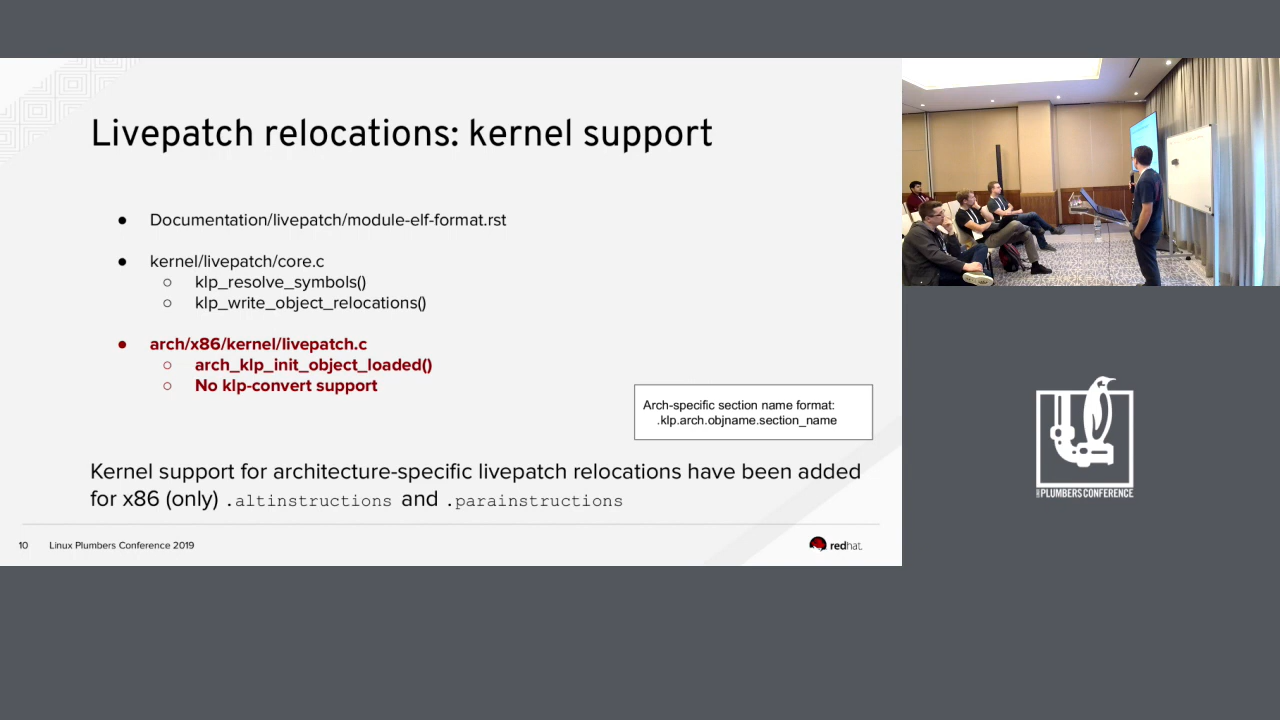 Livepatch relocations: kernel support
● Documentation/livepatch/module-elf-format.rst
● kernel/livepatch/core.c
○ klp_resolve_symbols()
○ klp_write_object_relocations()
● arch/x86/kernel/livepatch.c
○ arch_klp_init_object_loaded()
○ No klp-convert support
Arch-specific section name format:
.klp.arch.objname.section_name
Kernel support for architecture-specific livepatch relocations have been added
for x86 (only) .altinstructions and .parainstructions
10 Linux Plumbers Conference 2019
redhat.
PLUMBERS CONFERENCE